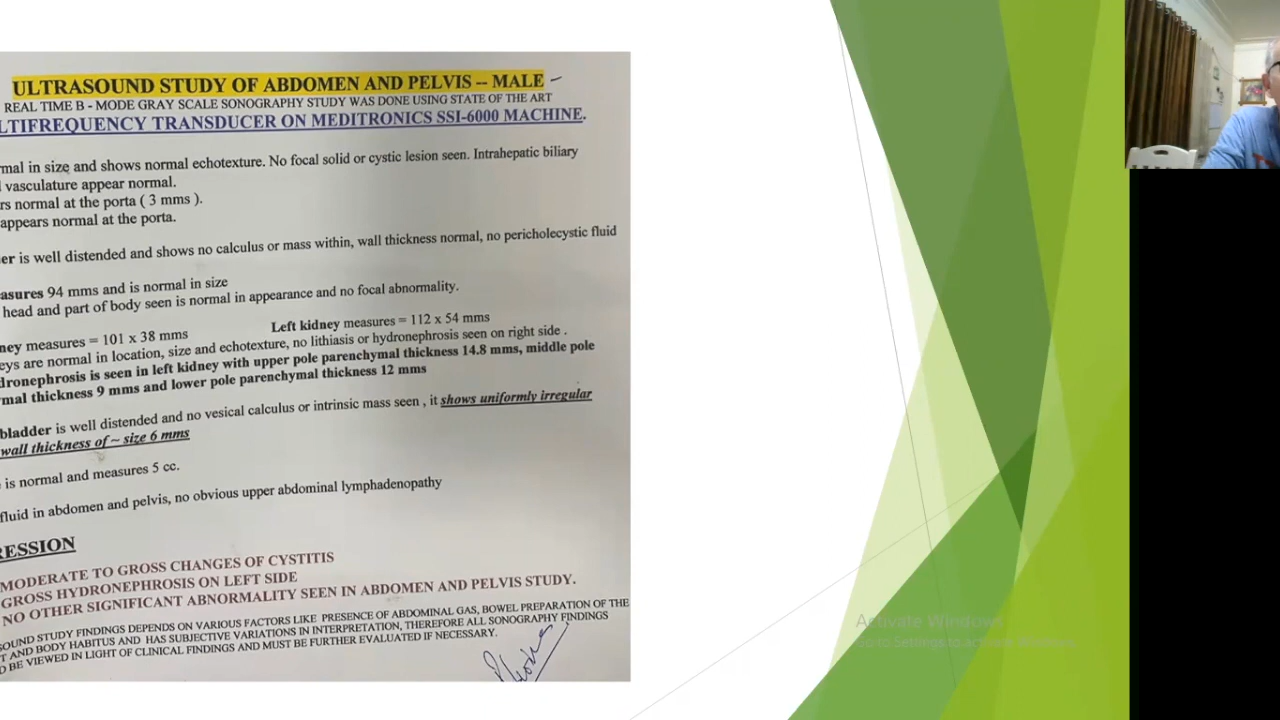 ULTRASOUND STUDY OF ABDOMEN AND PELVIS -- MALE
REAL TIME B - MODE GRAY SCALE SONOGRAPHY STUDY WAS DONE USING STATE OF THE ART
LTIFREQUENCY TRANSDUCER ON MEDITRONICS SSI-6000 MACHINE.
rmal in size and shows normal echotexture. No focal solid or cystic lesion seen. Intrahepatic biliary
vasculature appear normal.
rs normal at the porta ( 3 mms ).
appears normal at the porta.
er is well distended and shows no calculus or mass within, wall thickness normal, no pericholecystic fluid
asures 94 mms and is normal in size
head and part of body seen is normal in appearance and no focal abnormality.
ney measures = 101 x 38 mms Left kidney measures = 112 x 54 mms
eys are normal in location, size and echotexture, no lithiasis or hydronephrosis seen on right side .
dronephrosis is seen in left kidney with upper pole parenchymal thickness 14.8 mms, middle pole
mal thickness 9 mms and lower pole parenchymal thickness 12 mms
bladder is well distended and no vesical calculus or intrinsic mass seen , it shows uniformly irregular
wall thickness of ~ size 6 mms
is normal and measures 5 cc.
fluid in abdomen and pelvis, no obvious upper abdominal lymphadenopathy
RESSION
MODERATE TO GROSS CHANGES OF CYSTITIS
GROSS HYDRONEPHROSIS ON LEFT SIDE
NO OTHER SIGNIFICANT ABNORMALITY SEEN IN ABDOMEN AND PELVIS STUDY.
OUND STUDY FINDINGS DEPENDS ON VARIOUS FACTORS LIKE PRESENCE OF ABDOMINAL GAS, BOWEL PREPARATION OF THE
T AND BODY HABITUS AND HAS SUBJECTIVE VARIATIONS IN INTERPRETATION, THEREFORE ALL SONOGRAPHY FINDINGS
D BE VIEWED IN LIGHT OF CLINICAL FINDINGS AND MUST BE FURTHER EVALUATED IF NECESSARY.
Activate Windows
Go to Settings to activate Windows.